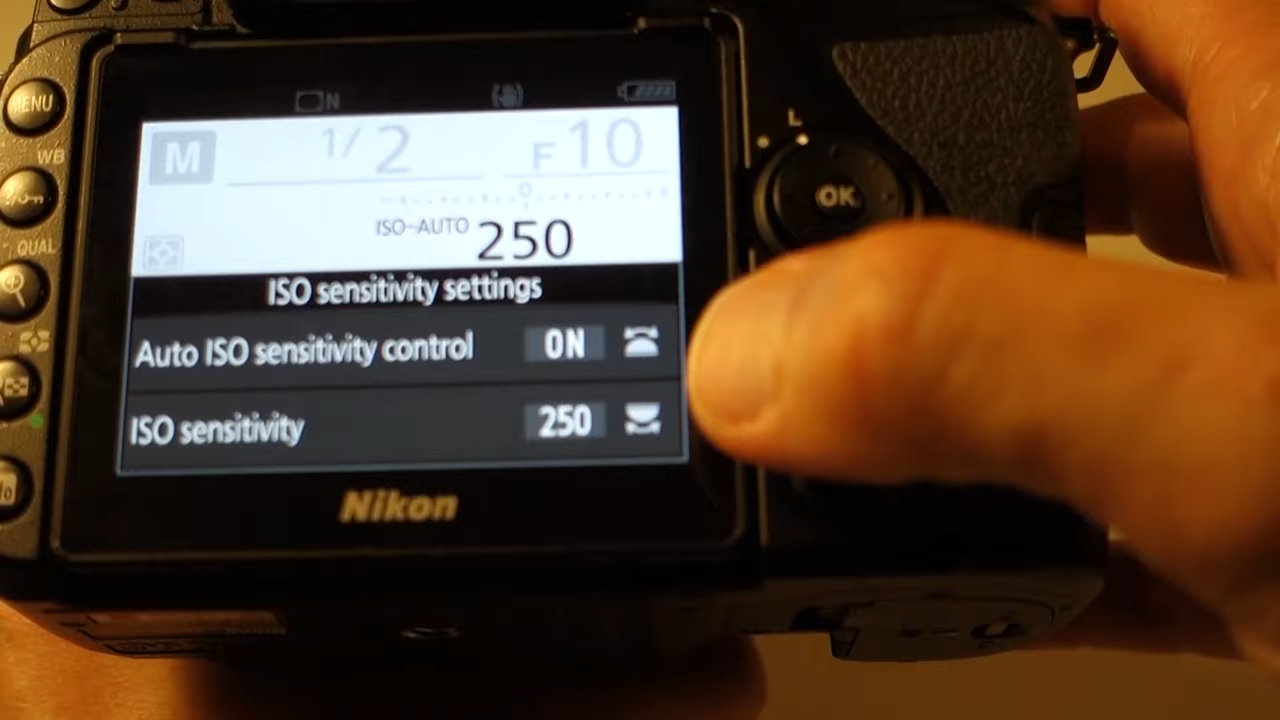 N
MENU
L
M
1/2
F10
WB
OK
0
QUAL
ISO-AUTO 250
ISO sensitivity settings
Auto ISO sensitivity control ON
ISO sensitivity 250
Nikon